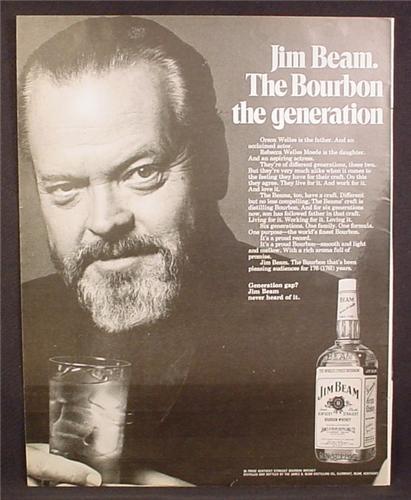 Jim Beam.
The Bourbon
the generation
Orson Welles is the father. And an
acclaimed actor.
Rebecca Welles Moede is the daughter.
And an aspiring actress.
They're of different generations, these two.
But they're very much alike when it comes to
the feeling they have for their craft. On this
they agree. They live for it. And work for it.
And love it.
The Beams, too, have a craft. Different
but no less compelling. The Beams' craft is
distilling Bourbon. And for six generations
now, son has followed father in that craft.
Living for it. Working for it. Loving it.
Six generations. One family. One formula.
One purpose—the world's finest Bourbon.
It's a proud record.
It's a proud Bourbon—smooth and light
and mellow. With a rich aroma full of
promise.
Jim Beam. The Bourbon that's been
pleasing audiences for 176 (176!) years.
Generation gap?
Jim Beam
never heard of it.
BEAM
JIM BEAM
KENTUCKY STRAIGHT
BOURBON WHISKEY
86 PROOF KENTUCKY STRAIGHT BOURBON WHISKEY
DISTILLED AND BOTTLED BY THE JAMES B. BEAM DISTILLING CO., CLERMONT, BEAM, KENTUCKY